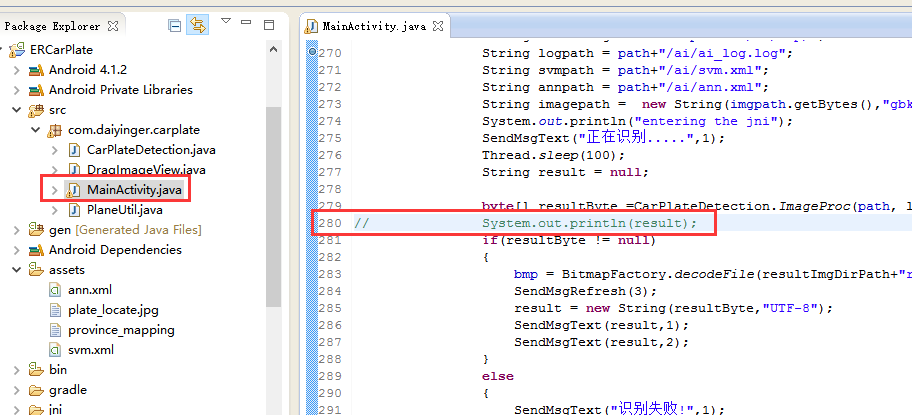 Package Explorer
ERCarPlate
Android 4.1.2
Android Private Libraries
src
com.daiyinger.carplate
CarPlateDetection.java
DragImageView.java
MainActivity.java
PlaneUtil.java
gen [Generated Java Files]
Android Dependencies
assets
ann.xml
plate_locate.jpg
province_mapping
svm.xml
bin
gradle
jni
MainActivity.java
270 String logpath = path+"/ai/ai_log.log";
271 String svmpath = path+"/ai/svm.xml";
272 String annpath = path+"/ai/ann.xml";
273 String imagepath =  new String(imgpath.getBytes(),"gbk
274 System.out.println("entering the jni");
275 SendMsgText("正在识别.....",1);
276 Thread.sleep(100);
277 String result = null;
278
279 byte[] resultByte =CarPlateDetection.ImageProc(path, l
280 // System.out.println(result);
281 if(resultByte != null)
282 {
283 bmp = BitmapFactory.decodeFile(resultImgDirPath+"r
284 SendMsgRefresh(3);
285 result = new String(resultByte,"UTF-8");
286 SendMsgText(result,1);
287 SendMsgText(result,2);
288 }
289 else
290 {
291 SendMsgText("识别失败!",1);